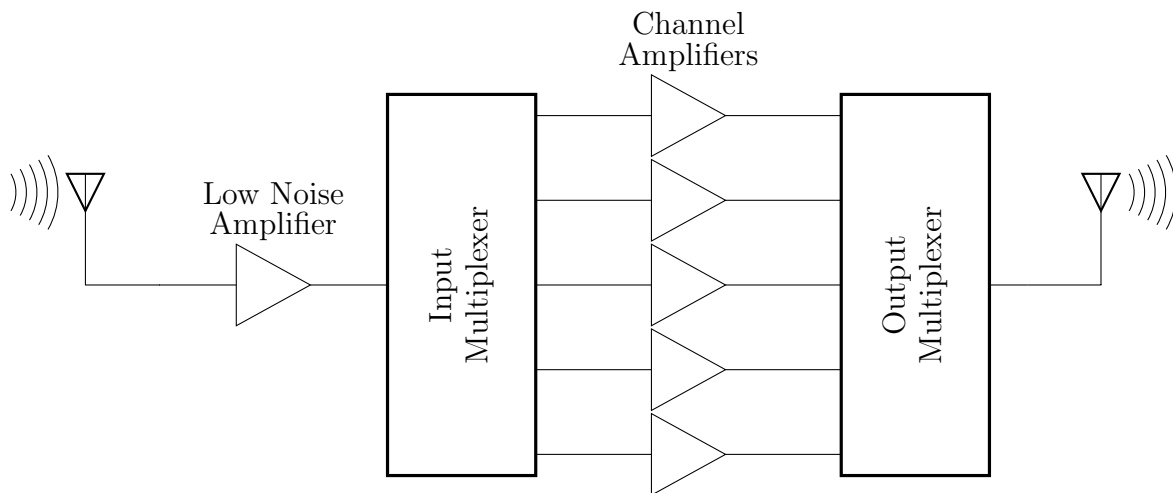 Channel
Amplifiers
Low Noise
Amplifier
Input
Multiplexer
Output
Multiplexer